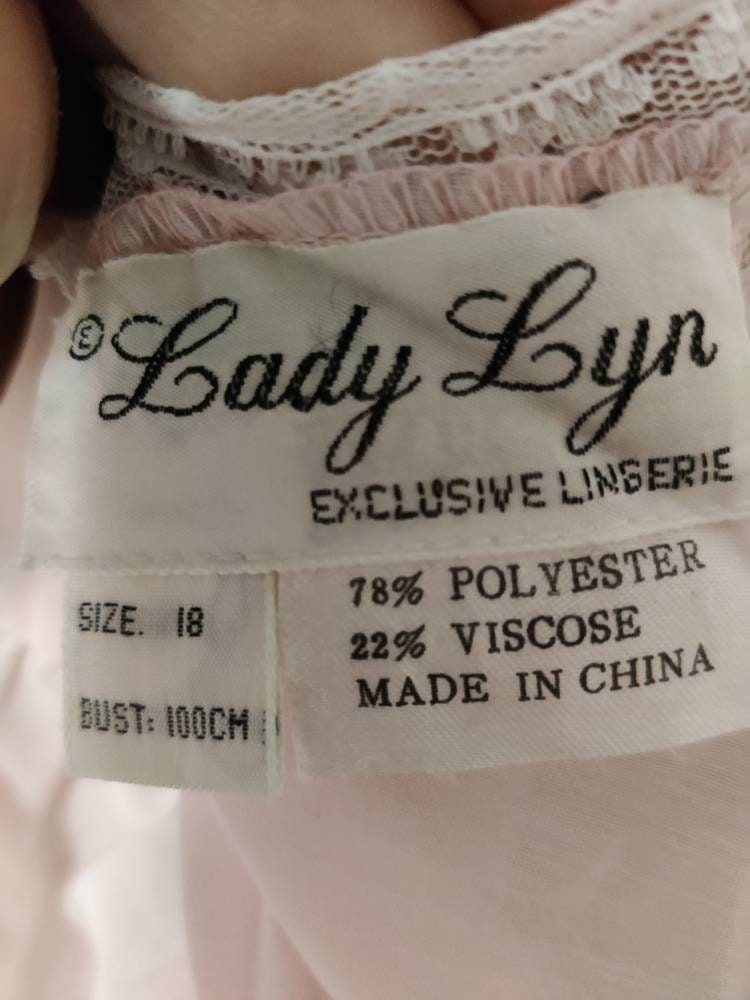 Lady Lyn
EXCLUSIVE LINGERIE
SIZE. 18
BUST: 100CM
78% POLYESTER
22% VISCOSE
MADE IN CHINA